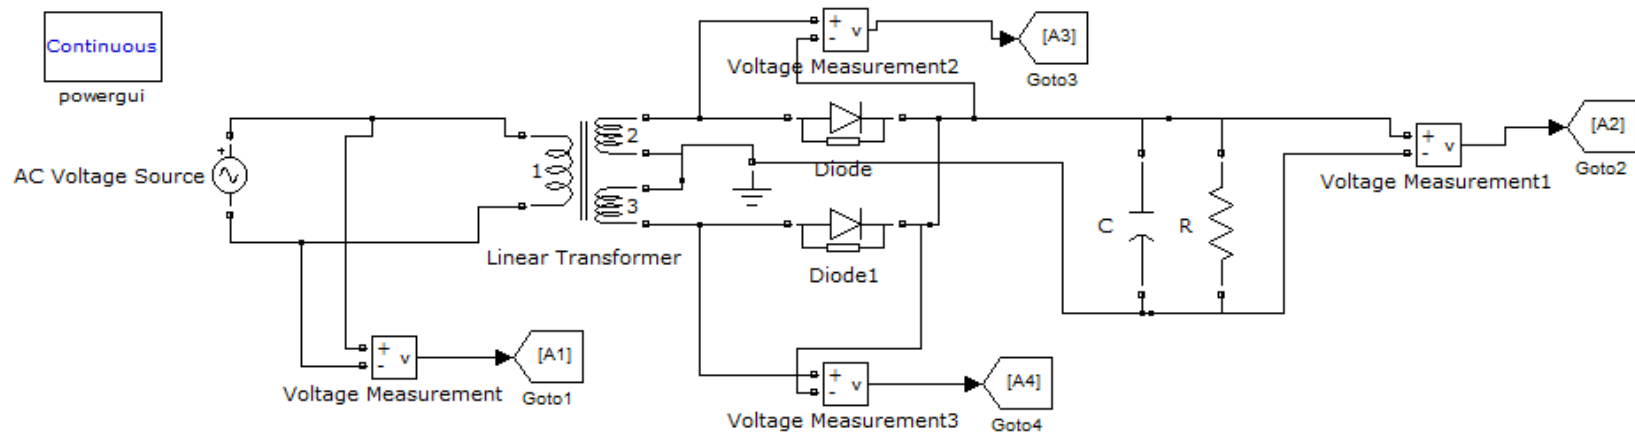 Continuous
powergui
AC Voltage Source
+
1
2
3
Linear Transformer
+
-
v
Voltage Measurement
[A1]
Goto1
+
-
v
Voltage Measurement2
[A3]
Goto3
Diode
Diode1
+
-
v
Voltage Measurement3
[A4]
Goto4
C
R
+
-
v
Voltage Measurement1
[A2]
Goto2